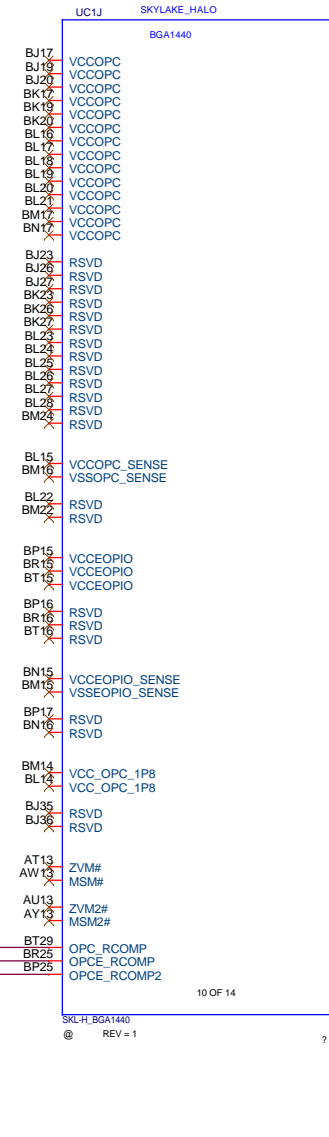 UC1J SKYLAKE_HALO
BGA1440
BJ17 VCCOPC
BJ19 VCCOPC
BJ20 VCCOPC
BK17 VCCOPC
BK19 VCCOPC
BK20 VCCOPC
BL16 VCCOPC
BL17 VCCOPC
BL18 VCCOPC
BL19 VCCOPC
BL20 VCCOPC
BL21 VCCOPC
BM17 VCCOPC
BN17 VCCOPC
BJ23 RSVD
BJ26 RSVD
BJ27 RSVD
BK23 RSVD
BK26 RSVD
BK27 RSVD
BL23 RSVD
BL24 RSVD
BL25 RSVD
BL26 RSVD
BL27 RSVD
BL28 RSVD
BM24 RSVD
BL15 VCCOPC_SENSE
BM16 VSSOPC_SENSE
BL22 RSVD
BM22 RSVD
BP15 VCCEOPIO
BR15 VCCEOPIO
BT15 VCCEOPIO
BP16 RSVD
BR16 RSVD
BT16 RSVD
BN15 VCCEOPIO_SENSE
BM15 VSSEOPIO_SENSE
BP17 RSVD
BN16 RSVD
BM14 VCC_OPC_1P8
BL14 VCC_OPC_1P8
BJ35 RSVD
BJ36 RSVD
AT13 ZVM#
AW13 MSM#
AU13 ZVM2#
AY13 MSM2#
BT29 OPC_RCOMP
BR25 OPCE_RCOMP
BP25 OPCE_RCOMP2
10 OF 14
SKL-H_BGA1440
@ REV = 1 ?